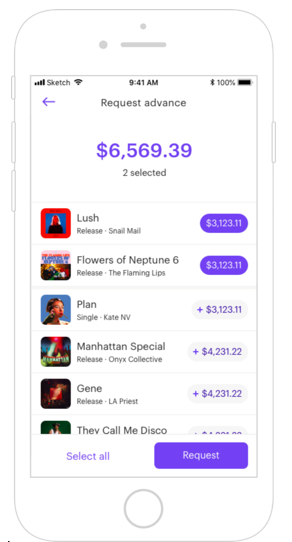 Sketch 9:41 AM 100%
Request advance
$6,569.39
2 selected
Lush
Release · Snail Mail
$3,123.11
Flowers of Neptune 6
Release · The Flaming Lips
$3,123.11
Plan
Single · Kate NV
+ $3,123.11
Manhattan Special
Release · Onyx Collective
+ $4,231.22
Gene
Release · LA Priest
+ $4,231.22
They Call Me Disco
+ $4,231.22
Select all
Request